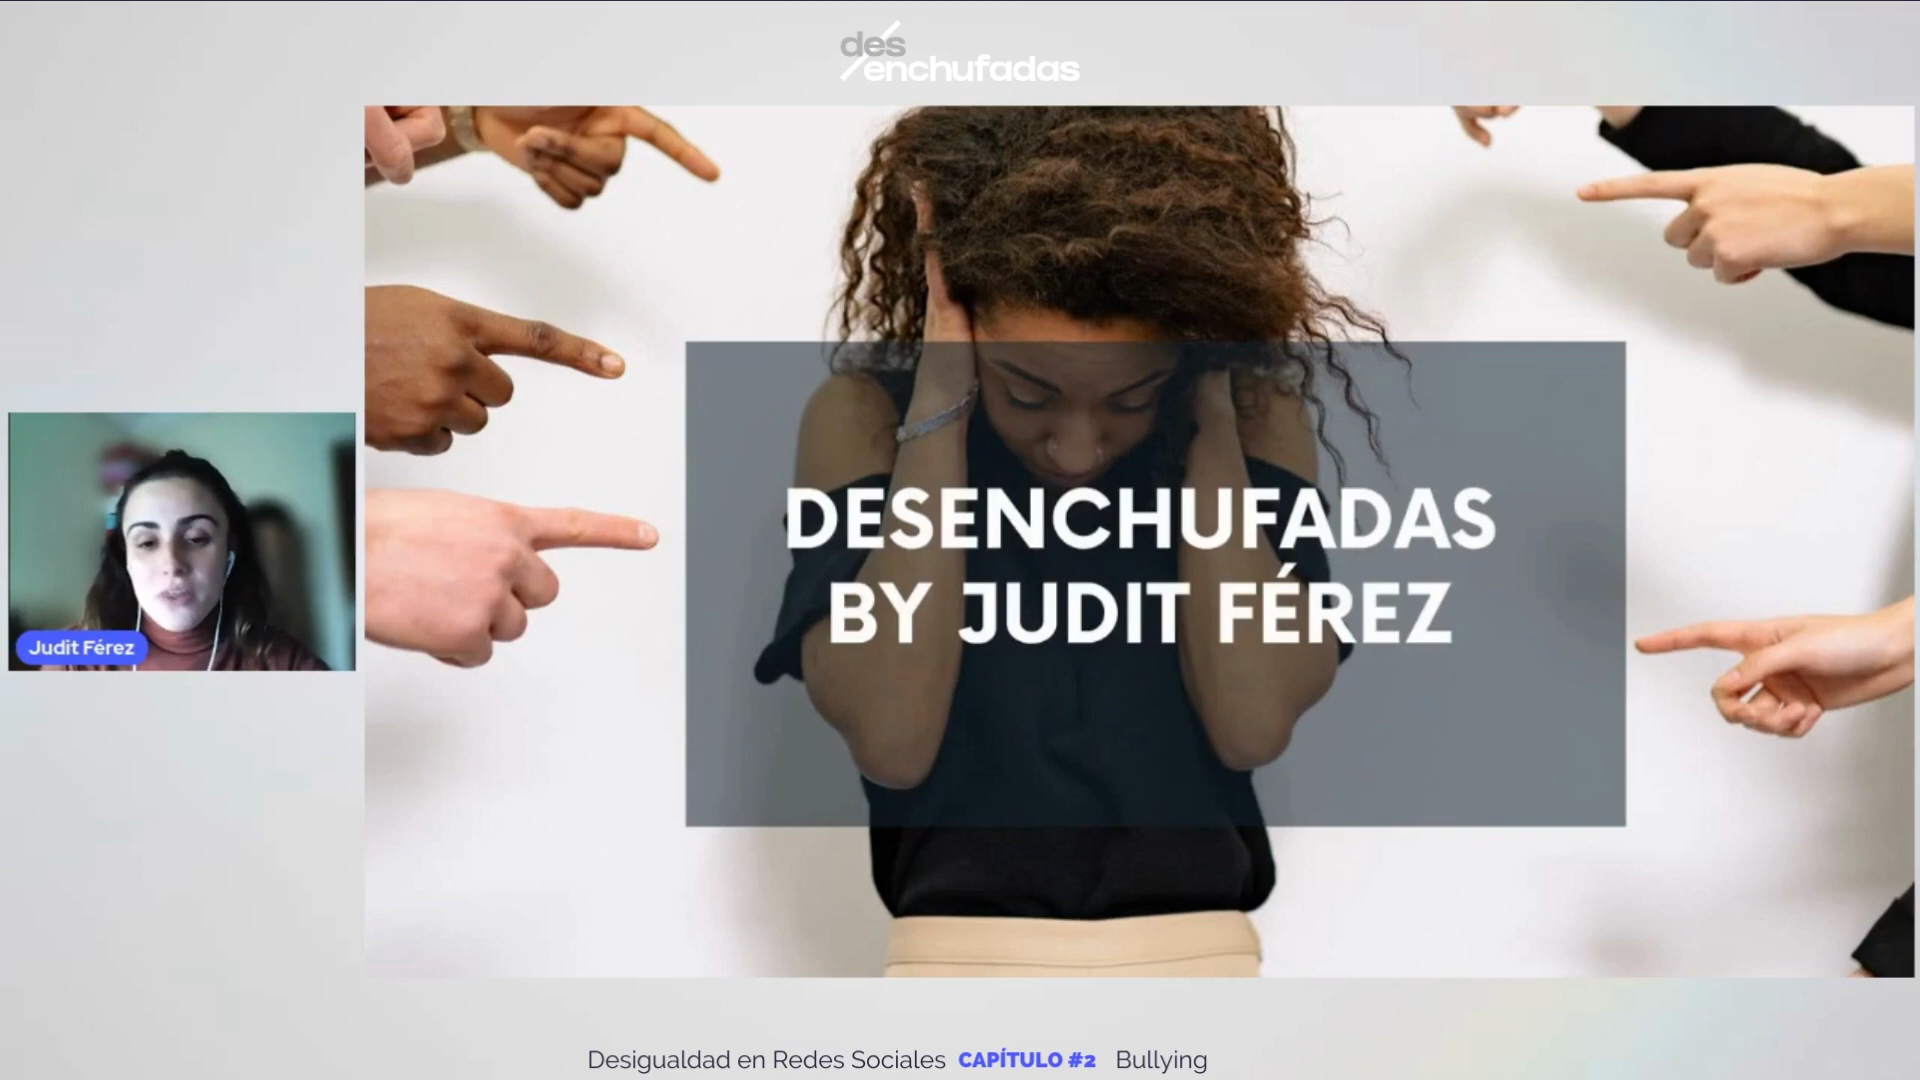 des
enchufadas
DESENCHUFADAS
BY JUDIT FÉREZ
Judit Férez
Desigualdad en Redes Sociales CAPÍTULO #2 Bullying